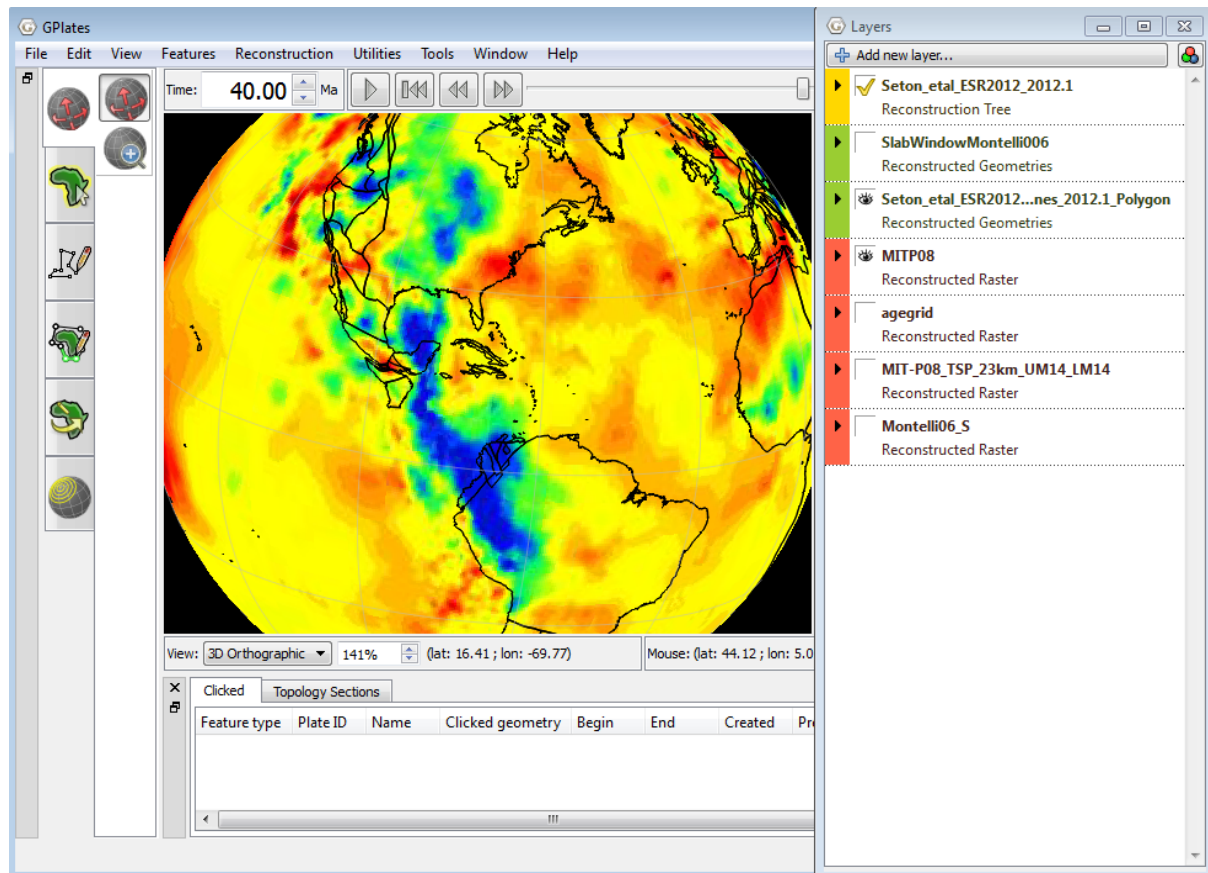 GPlates
File Edit View Features Reconstruction Utilities Tools Window Help
Time: 40.00 Ma
View: 3D Orthographic 141% (lat: 16.41 ; lon: -69.77) Mouse: (lat: 44.12 ; lon: 5.0
Clicked Topology Sections
Feature type Plate ID Name Clicked geometry Begin End Created Pr
Layers
Add new layer...
Seton_etal_ESR2012_2012.1
Reconstruction Tree
SlabWindowMontelli006
Reconstructed Geometries
Seton_etal_ESR2012...nes_2012.1_Polygon
Reconstructed Geometries
MITP08
Reconstructed Raster
agegrid
Reconstructed Raster
MIT-P08_TSP_23km_UM14_LM14
Reconstructed Raster
Montelli06_S
Reconstructed Raster